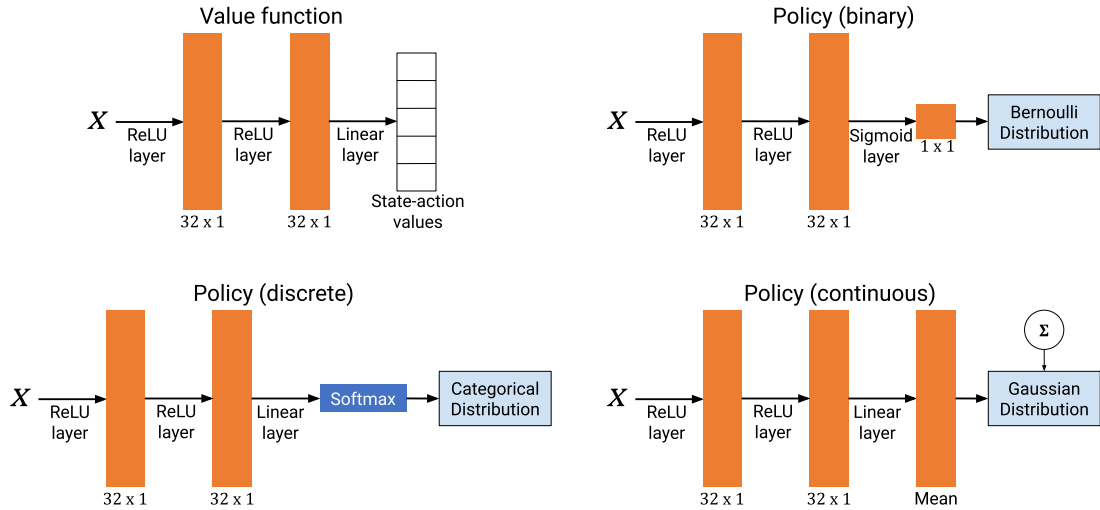 Value function
X
ReLU
layer
32 x 1
ReLU
layer
32 x 1
Linear
layer
State-action
values
Policy (binary)
X
ReLU
layer
32 x 1
ReLU
layer
32 x 1
Sigmoid
layer
1 x 1
Bernoulli
Distribution
Policy (discrete)
X
ReLU
layer
32 x 1
ReLU
layer
32 x 1
Linear
layer
Softmax
Categorical
Distribution
Policy (continuous)
X
ReLU
layer
32 x 1
ReLU
layer
32 x 1
Linear
layer
Mean
Σ
Gaussian
Distribution